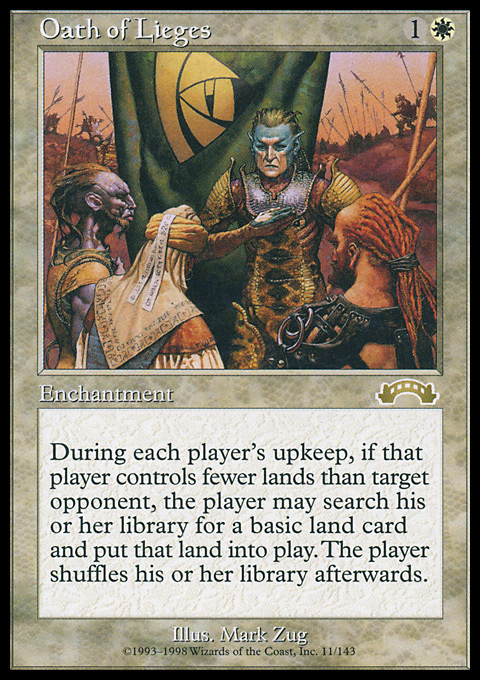 Oath of Lieges 1
Enchantment
During each player's upkeep, if that
player controls fewer lands than target
opponent, the player may search his
or her library for a basic land card
and put that land into play. The player
shuffles his or her library afterwards.
Illus. Mark Zug
©1993–1998 Wizards of the Coast, Inc. 11/143